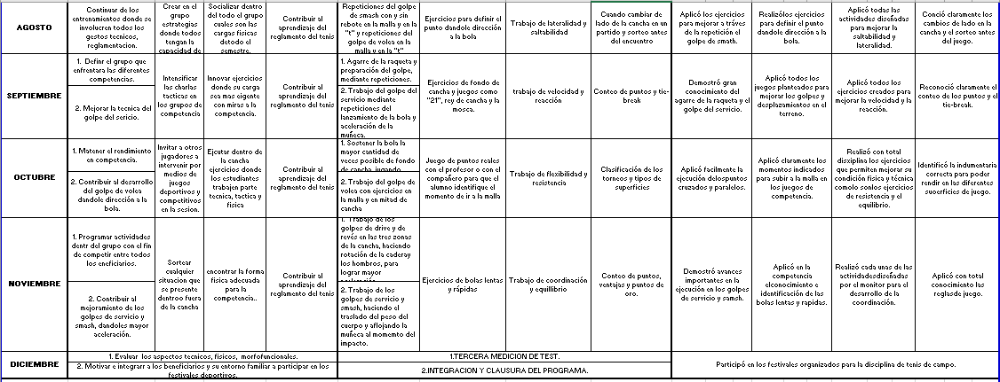 AGOSTO
Continuar de los
entrenamientos donde se
involucren todos los
gestos tecnicos,
reglamentacion.
Crear en el
grupo
estrategias
donde todos
tengan la
capacidad de
Socializar dentro
del todo el grupo
cuales son las
cargas fisicas
detodo el
semestre.
Contribuir al
aprendizaje del
reglamento del tenis
Repeticiones del golpe
de smash con y sin
rebote en la malla y en la
"t" y repeticiones del
golpe de volea en la
malla y en la "t"
Ejercicios para definir el
punto dandole dirección
a la bola
Trabajo de lateralidad y
saltabilidad
Cuando cambiar de
lado de la cancha en un
partido y sorteo antes
del encuentro
Aplicó los ejercicios
para mejorar a tráves
de la repetición el
golpe de smath.
Realizólos ejercicios
para definir el punto
dandole dirección a la
bola.
Aplicó todas las
actividades diseñadas
para mejorar la
saltabilidad y
lateralidad.
Conció claramente los
cambios de lado en la
cancha y el sorteo antes
del juego.
SEPTIEMBRE
1. Definr el grupo que
enfrentara las diferentes
competencias.
2. Mejorar la tecnica del
golpe del sericio.
Intensificar
las charlas
tacticas en
los grupos de
competencia
Innovar ejercicios
donde su carga
sea mas eigente
con miras a la
competencia.
Contribuir al
aprendizaje del
reglamento del tenis
1. Agarre de la raqueta y
preparación del golpe,
mediante repeticiones.
2. Trabajo del golpe del
servicio mediante
repeticiones del
lanzamiento de la bola y
aceleración de la
muñeca.
Ejercicios de fondo de
cancha y juegos como
"21", rey de cancha y la
mosca.
trabajo de velocidad y
reacción
Conteo de puntos y tie-
break
Demostró gran
conocimiento del
agarre de la raqueta y el
golpe del servicio.
Aplicó todos los
juegos planteados para
mejorar los golpes y
desplazamientos en el
terreno.
Aplicó todos los
ejercicios creados para
mejorar la velocidad y la
reacción.
Reconoció claramente el
conteo de los puntos y el
tie-break.
OCTUBRE
1. Matener el rendimiento
en competencia.
2. Contribuir al desarrollo
del golpe de volea
dandole dirección a la
bola.
Invitar a otros
jugadores a
intervenir por
medios de
juegos
deportivos y
competitivos
en la sesion.
Ejcutar dentro de
la cancha
ejercicios donde
los estudiantes
trabajen parte
tecnica, tactica y
fisica
Contribuir al
aprendizaje del
reglamento del tenis
1. Sostener la bola la
mayor cantidad de
veces posible de fondo
de cancha, jugando
2. Trabajo del golpe de
volea con ejercicios en
la malla y en mitad de
cancha
Juego de puntos reales
con el profesor o con el
compañero para que el
alumno identifique el
momento de ir a la malla
Trabajo de flexibilidad y
resistencia
Clasificación de los
torneos y tipos de
superficies
Aplicó facilmente la
ejecución delospuntos
cruzados y paralelos.
Aplicó claramente los
momentos indicados
para subir a la malla en
los juegos de
competencia.
Realizó con total
disxiplina los ejercicios
que permiten mejorar su
condición fisica y técnica
comolo sonlos ejercicios
de resistencia y el
equilibrio.
Identificó la indumentaria
correcta para poder
rendir en las diferentes
suoerficies de juego.
NOVIEMBRE
1. Programar actividades
dentr del grupo con el fin
de competir entre todos
los eneficiarios.
2. Contribuir al
mejoramiento de los
golpes de servicio y
smash, dandoles mayor
aceleración.
Sortear
cualquier
situacion que
se presente
dentroo fuera
de la cancha
encontrar la forma
fisica adecuada
para la
competencia..
Contribuir al
aprendizaje del
reglamento del tenis
1. Trabajo de los
golpes de drive y de
revés en las tres zonas
de la cancha, haciendo
rotación de la caderay
los hombros, para
lograr mayor
2. Trabajo de los
golpes de servicio y
smash, haciendo el
traslado del peso del
cuerpo y aflojando la
muñeca al momento del
impacto.
Ejercicios de bolas lentas
y rápidas
Trabajo de coordinación
y equillibrio
Conteo de puntos,
ventajas y puntos de
oro.
Demostró avances
importantes en la
ejecución en los golpes
de servicio y samsh.
Aplicó en la
competencia
elconocimiento e
identificación de las
bolas lentas y rapidas.
Realizó cada unas de las
actividadesdiseñadas
por el monitor para el
desarrollo de la
coordinación.
Aplicó con total
conocimiento las
reglasde juego.
DICIEMBRE
1. Evaluar los aspectos tecnicos, fisicos, morfofuncionales.
2. Motivar e integrarr a los beneficiarios y su entorno familiar a participar en los
festivales deportivos.
1.TERCERA MEDICION DE TEST.
2.INTEGRACION Y CLAUSURA DEL PROGRAMA.
Participó en los festivales organizados para la disciplina de tenis de campo.